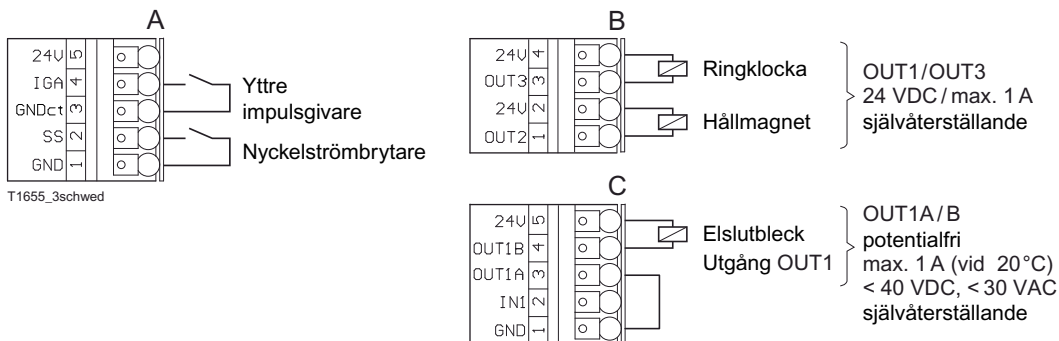 A
24V 5
IGA 4
GNDct 3
SS 2
GND 1
Yttre
impulsgivare
Nyckelströmbrytare
T1655_3schwed
B
24V 4
OUT3 3
24V 2
OUT2 1
Ringklocka
Hållmagnet
OUT1/OUT3
24 VDC/max. 1 A
självåterställande
C
24V 5
OUT1B 4
OUT1A 3
IN1 2
GND 1
Elslutbleck
Utgång OUT1
OUT1A/B
potentialfri
max. 1 A (vid 20°C)
< 40 VDC, < 30 VAC
självåterställande